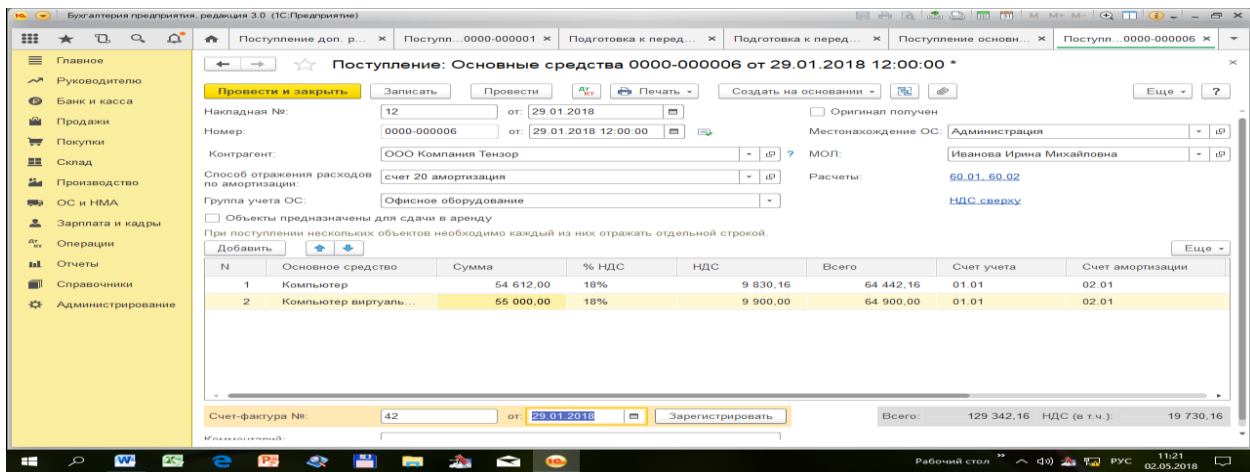 Бухгалтерия предприятия, редакция 3.0 (1С:Предприятие)
M M+ M-
Поступление доп. р... × Поступл...0000-000001 × Подготовка к перед... × Подготовка к перед... × Поступление основн... × Поступл...0000-000006 ×
Главное
Руководителю
Банк и касса
Продажи
Покупки
Склад
Производство
ОС и НМА
Зарплата и кадры
Операции
Отчеты
Справочники
Администрирование
Поступление: Основные средства 0000-000006 от 29.01.2018 12:00:00 *
Провести и закрыть Записать Провести Дт Кт Печать Создать на основании Еще ?
Накладная №: 12 от: 29.01.2018 Оригинал получен
Номер: 0000-000006 от: 29.01.2018 12:00:00 Местонахождение ОС: Администрация
Контрагент: ООО Компания Тензор ? МОЛ: Иванова Ирина Михайловна
Способ отражения расходов по амортизации: счет 20 амортизация Расчеты: 60.01, 60.02
Группа учета ОС: Офисное оборудование НДС сверху
Объекты предназначены для сдачи в аренду
При поступлении нескольких объектов необходимо каждый из них отражать отдельной строкой.
Добавить Еще
N Основное средство Сумма % НДС НДС Всего Счет учета Счет амортизации
1 Компьютер 54 612,00 18% 9 830,16 64 442,16 01.01 02.01
2 Компьютер виртуаль... 55 000,00 18% 9 900,00 64 900,00 01.01 02.01
Счет-фактура №: 42 от: 29.01.2018 Зарегистрировать Всего: 129 342,16 НДС (в т.ч.): 19 730,16
Комментарий:
Рабочий стол РУС 11:21
02.05.2018